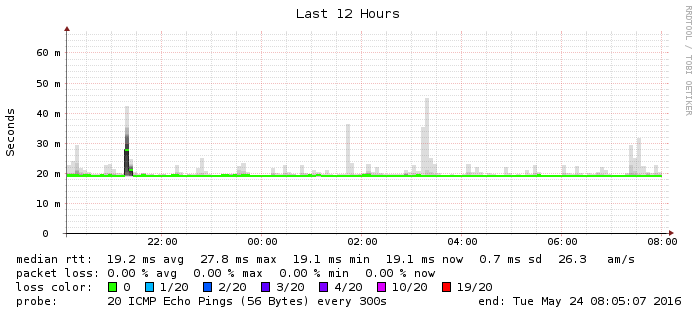 Last 12 Hours
RRDTOOL / TOBI OETIKER
Seconds
60 m
50 m
40 m
30 m
20 m
10 m
0
22:00 00:00 02:00 04:00 06:00 08:00
median rtt: 19.2 ms avg 27.8 ms max 19.1 ms min 19.1 ms now 0.7 ms sd 26.3 am/s
packet loss: 0.00 % avg 0.00 % max 0.00 % min 0.00 % now
loss color: 0 1/20 2/20 3/20 4/20 10/20 19/20
probe: 20 ICMP Echo Pings (56 Bytes) every 300s end: Tue May 24 08:05:07 2016